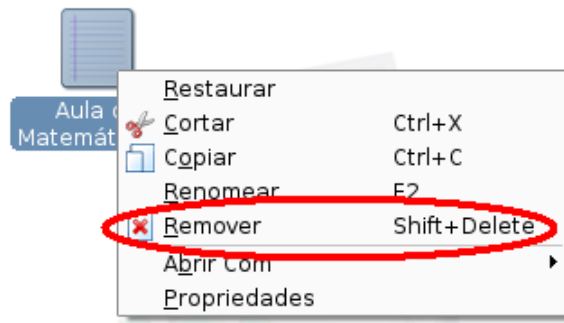 Aula
Matemát
Restaurar
Cortar Ctrl+X
Copiar Ctrl+C
Renomear F2
Remover Shift+Delete
Abrir Com
Propriedades